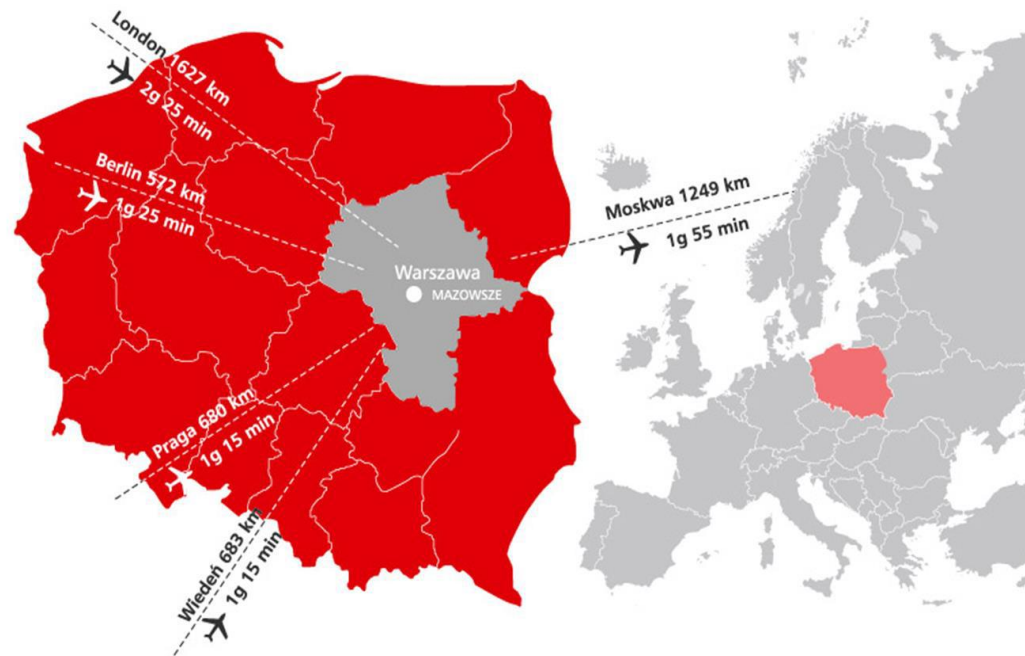 London 1627 km
2g 25 min
Berlin 572 km
1g 25 min
Moskwa 1249 km
1g 55 min
Warszawa
MAZOWSZE
Praga 680 km
1g 15 min
Wiedeń 683 km
1g 15 min